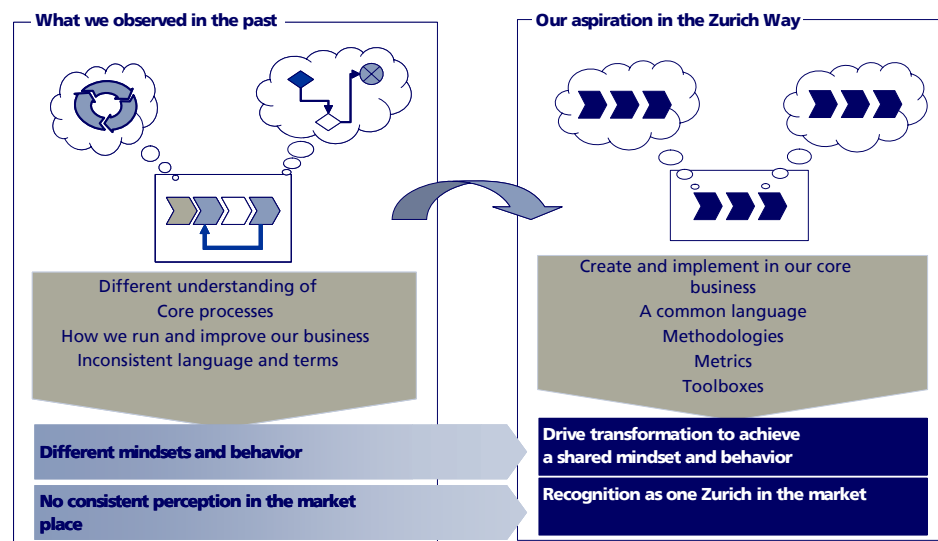 What we observed in the past
Different understanding of
Core processes
How we run and improve our business
Inconsistent language and terms
Different mindsets and behavior
No consistent perception in the market
place
Our aspiration in the Zurich Way
Create and implement in our core
business
A common language
Methodologies
Metrics
Toolboxes
Drive transformation to achieve
a shared mindset and behavior
Recognition as one Zurich in the market